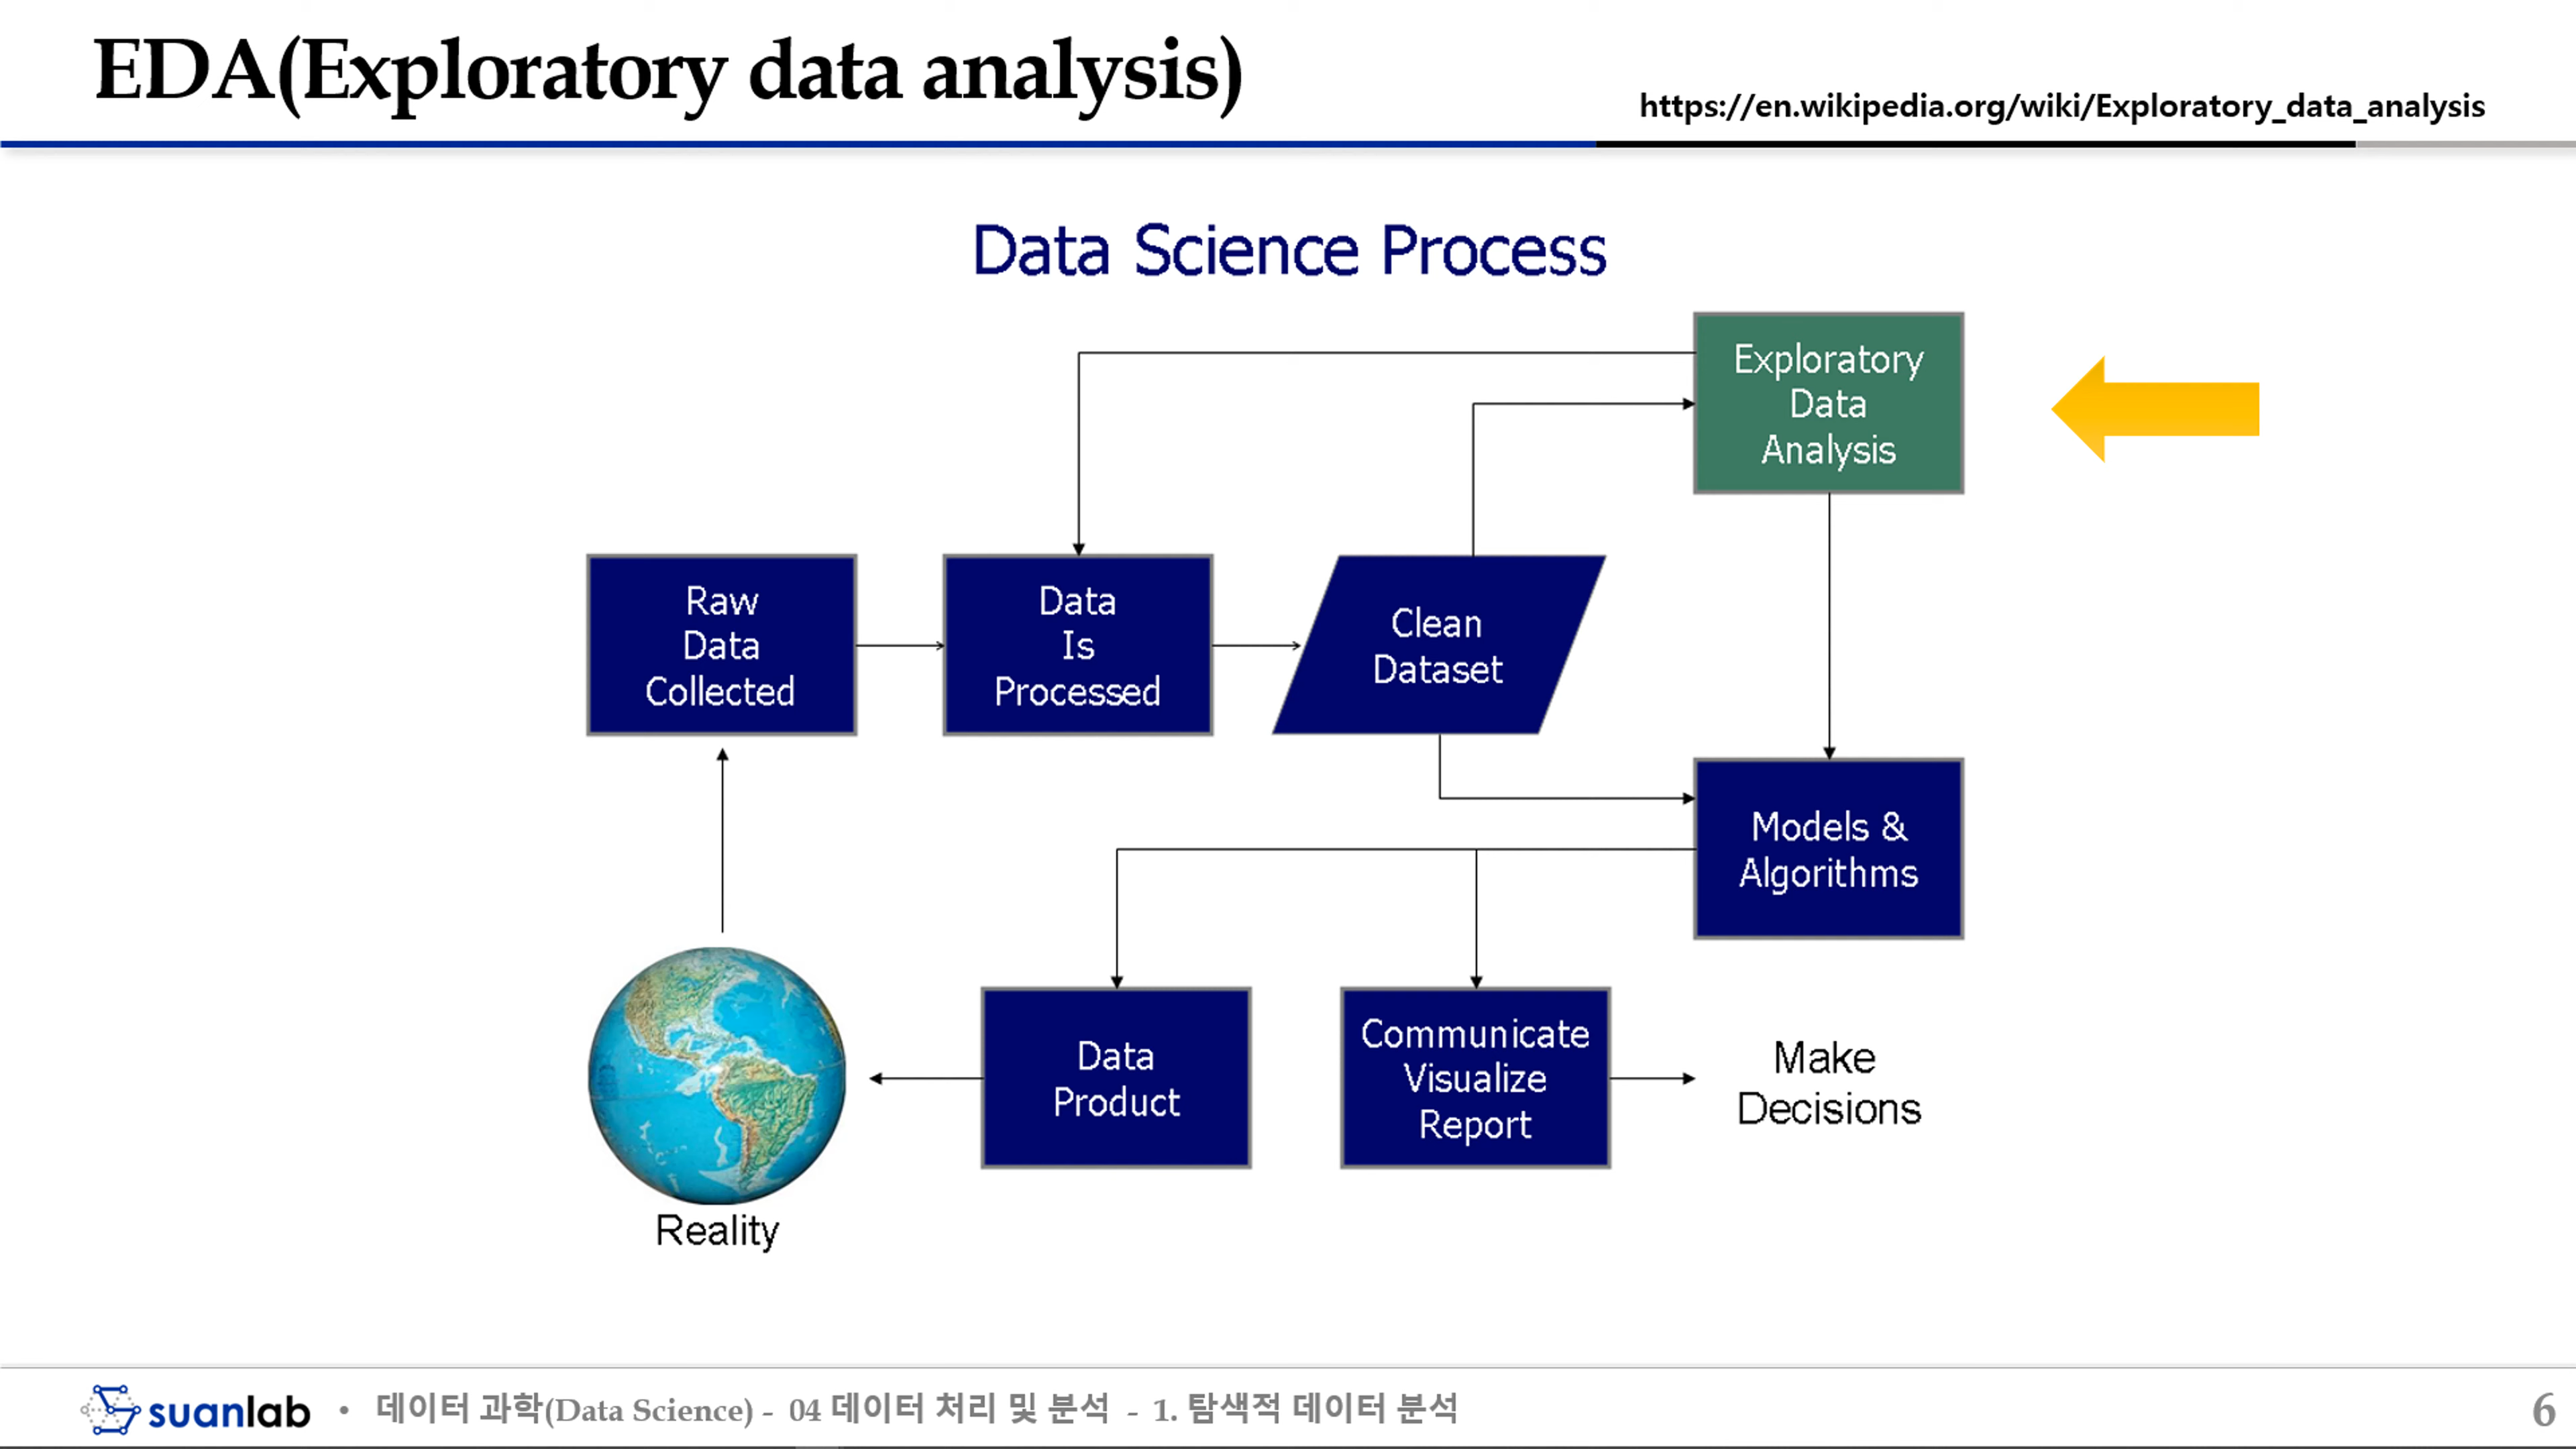 EDA(Exploratory data analysis)
https://en.wikipedia.org/wiki/Exploratory_data_analysis
Data Science Process
Exploratory
Data
Analysis
Raw
Data
Collected
Data
Is
Processed
Clean
Dataset
Models &
Algorithms
Data
Product
Communicate
Visualize
Report
Make
Decisions
Reality
suanlab • 데이터 과학(Data Science) - 04 데이터 처리 및 분석 - 1. 탐색적 데이터 분석
6